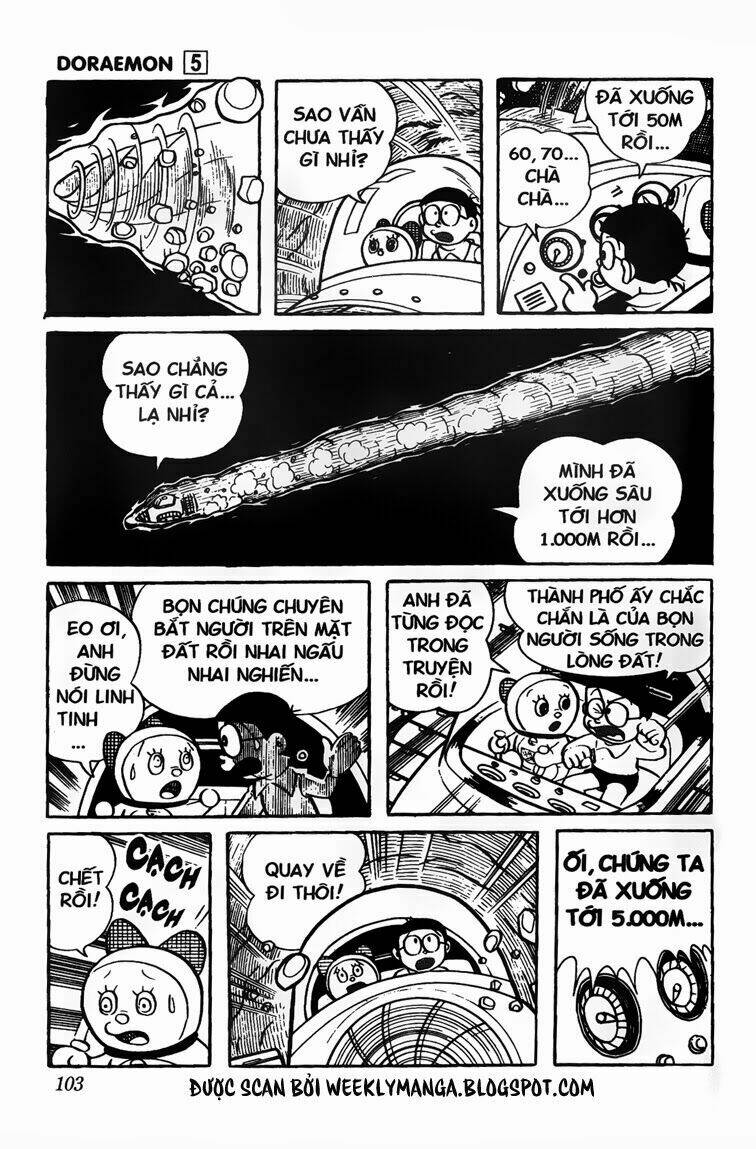 DORAEMON 5
ĐÃ XUỐNG
TỚI 50M
RỒI...
60, 70...
CHÀ
CHÀ...
SAO VẪN
CHƯA THẤY
GÌ NHỈ?
MÌNH ĐÃ
XUỐNG SÂU
TỚI HƠN
1.000M RỒI...
SAO CHẲNG
THẤY GÌ CẢ...
LẠ NHỈ?
THÀNH PHỐ ẤY CHẮC
CHẮN LÀ CỦA BỌN
NGƯỜI SỐNG TRONG
LÒNG ĐẤT!
ANH ĐÃ
TỪNG ĐỌC
TRONG
TRUYỆN
RỒI!
BỌN CHÚNG CHUYÊN
BẮT NGƯỜI TRÊN MẶT
ĐẤT RỒI NHAI NGẤU
NHAI NGHIẾN...
EO ƠI,
ANH
ĐỪNG
NÓI LINH
TINH
...
ỐI, CHÚNG TA
ĐÃ XUỐNG
TỚI 5.000M...
QUAY VỀ
ĐI THÔI!
CẠCH
CẠCH
CHẾT
RỒI!
103
ĐƯỢC SCAN BỞI WEEKLYMANGA.BLOGSPOT.COM